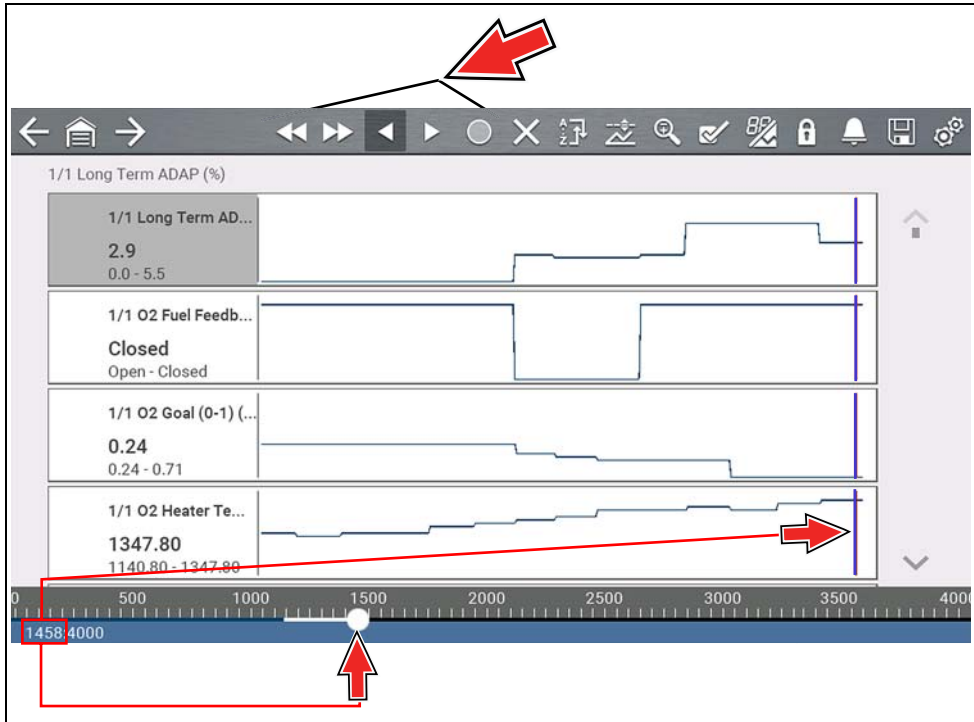 1/1 Long Term ADAP (%)
1/1 Long Term AD...
2.9
0.0 - 5.5
1/1 O2 Fuel Feedb...
Closed
Open - Closed
1/1 O2 Goal (0-1) (...
0.24
0.24 - 0.71
1/1 O2 Heater Te...
1347.80
1140.80 - 1347.80
0 500 1000 1500 2000 2500 3000 3500 4000
1458:4000